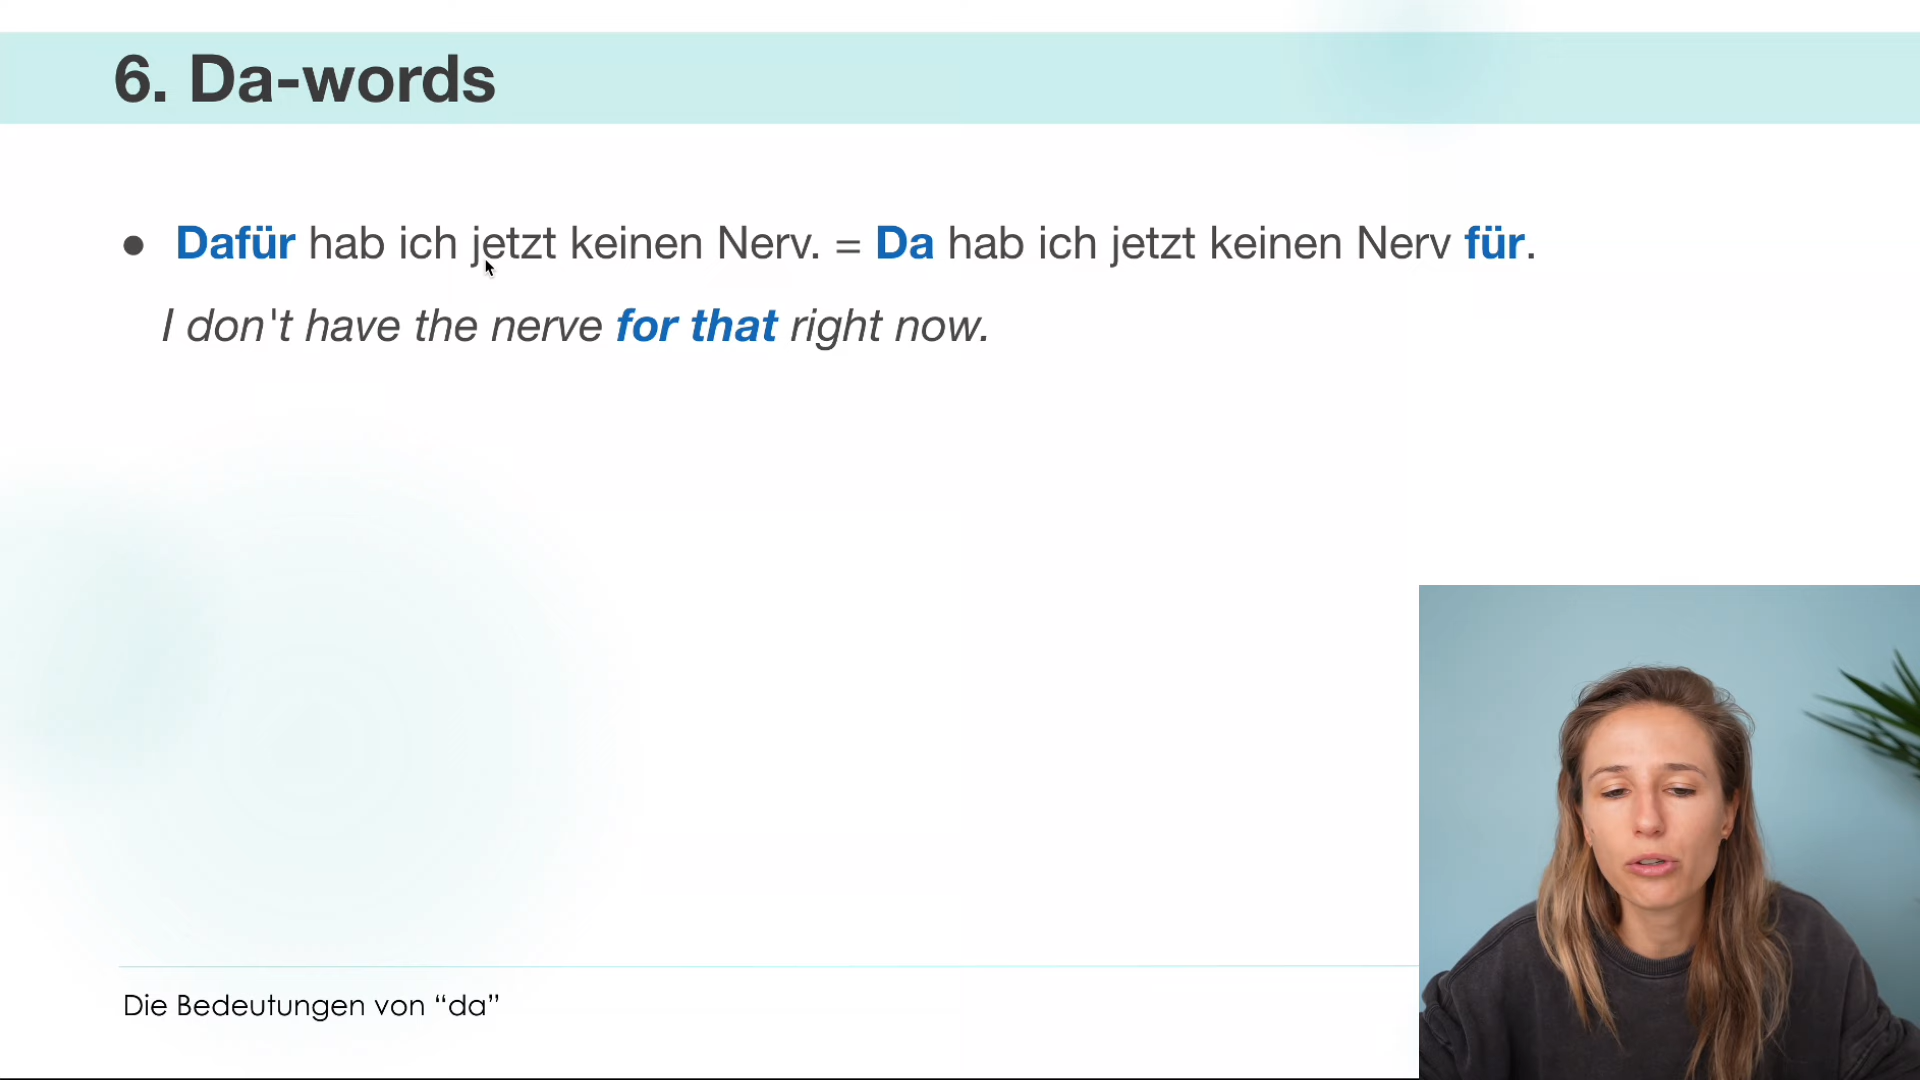 6. Da-words
● Dafür hab ich jetzt keinen Nerv. = Da hab ich jetzt keinen Nerv für.
I don't have the nerve for that right now.
Die Bedeutungen von “da”